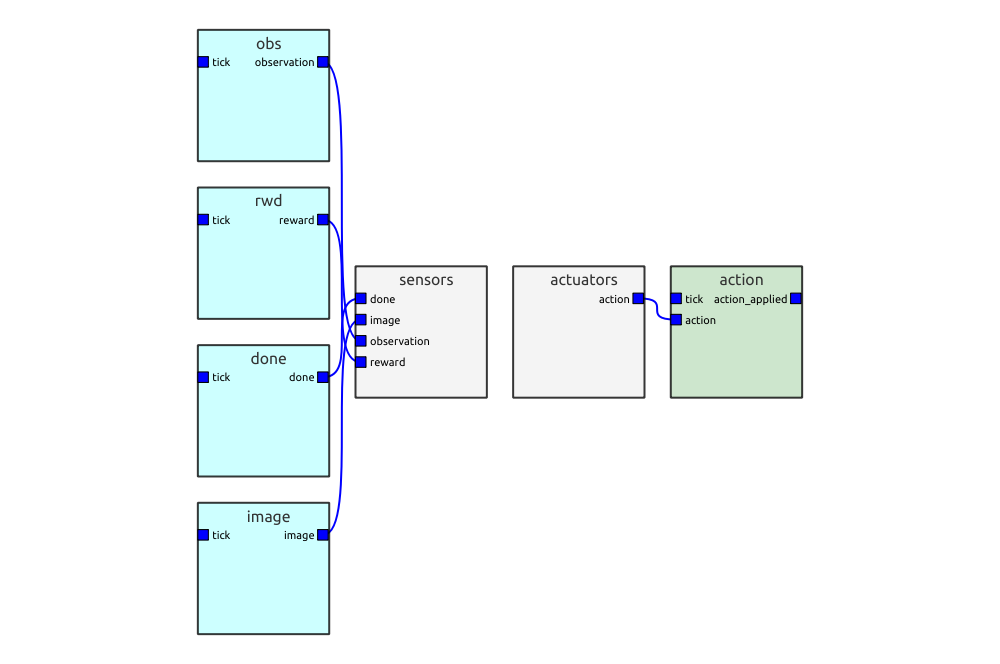 obs
tick observation
rwd
tick reward
done
tick done
image
tick image
sensors
done
image
observation
reward
actuators
action
action
tick action_applied
action